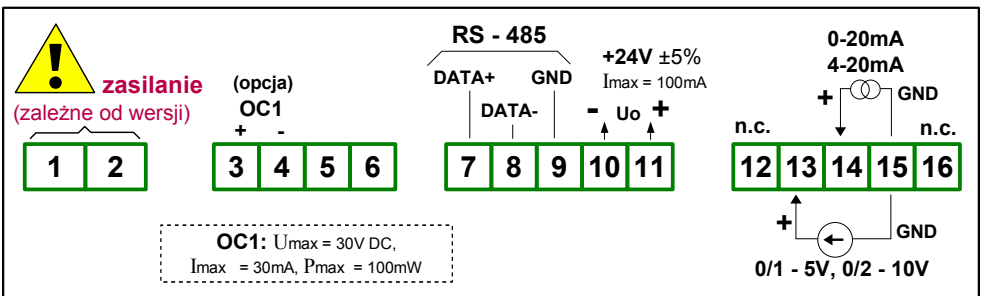 zasilanie
(zależne od wersji)
1 2
(opcja)
OC1
+ -
3 4 5 6
OC1: Umax = 30V DC,
Imax = 30mA, Pmax = 100mW
RS - 485
DATA+ GND
DATA-
+24V ±5%
Imax = 100mA
- Uo +
7 8 9 10 11
0-20mA
4-20mA
+ GND
n.c. n.c.
12 13 14 15 16
+ GND
0/1 - 5V, 0/2 - 10V